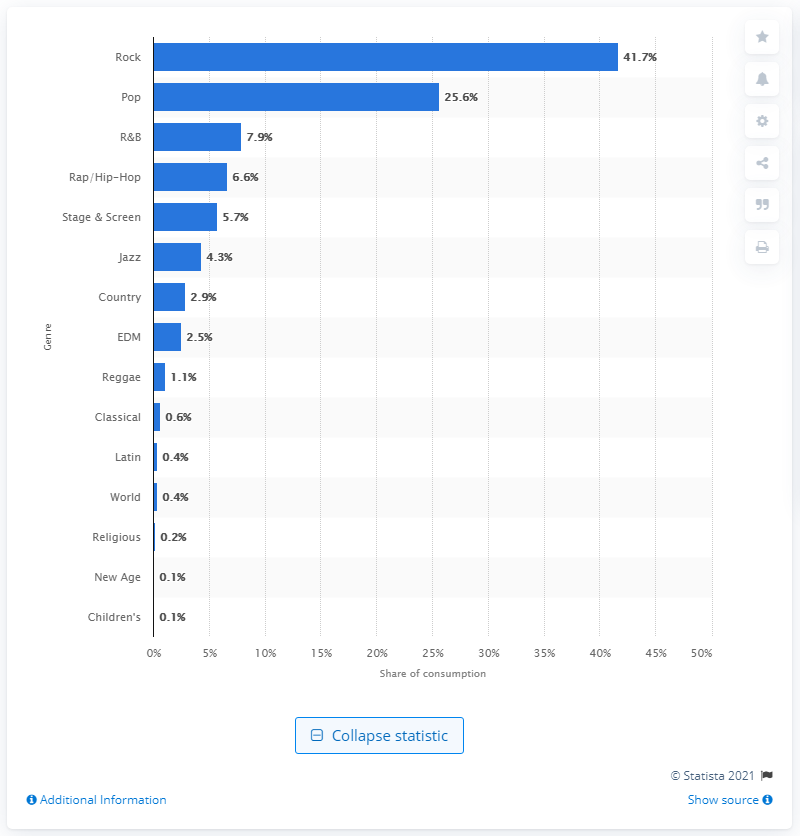 Rock 41.7%
Pop 25.6%
R&B 7.9%
Rap/Hip-Hop 6.6%
Stage & Screen 5.7%
Jazz 4.3%
Country 2.9%
EDM 2.5%
Reggae 1.1%
Classical 0.6%
Latin 0.4%
World 0.4%
Religious 0.2%
New Age 0.1%
Children's 0.1%
Genre
0% 5% 10% 15% 20% 25% 30% 35% 40% 45% 50%
Share of consumption
Collapse statistic
© Statista 2021
Additional Information Show source